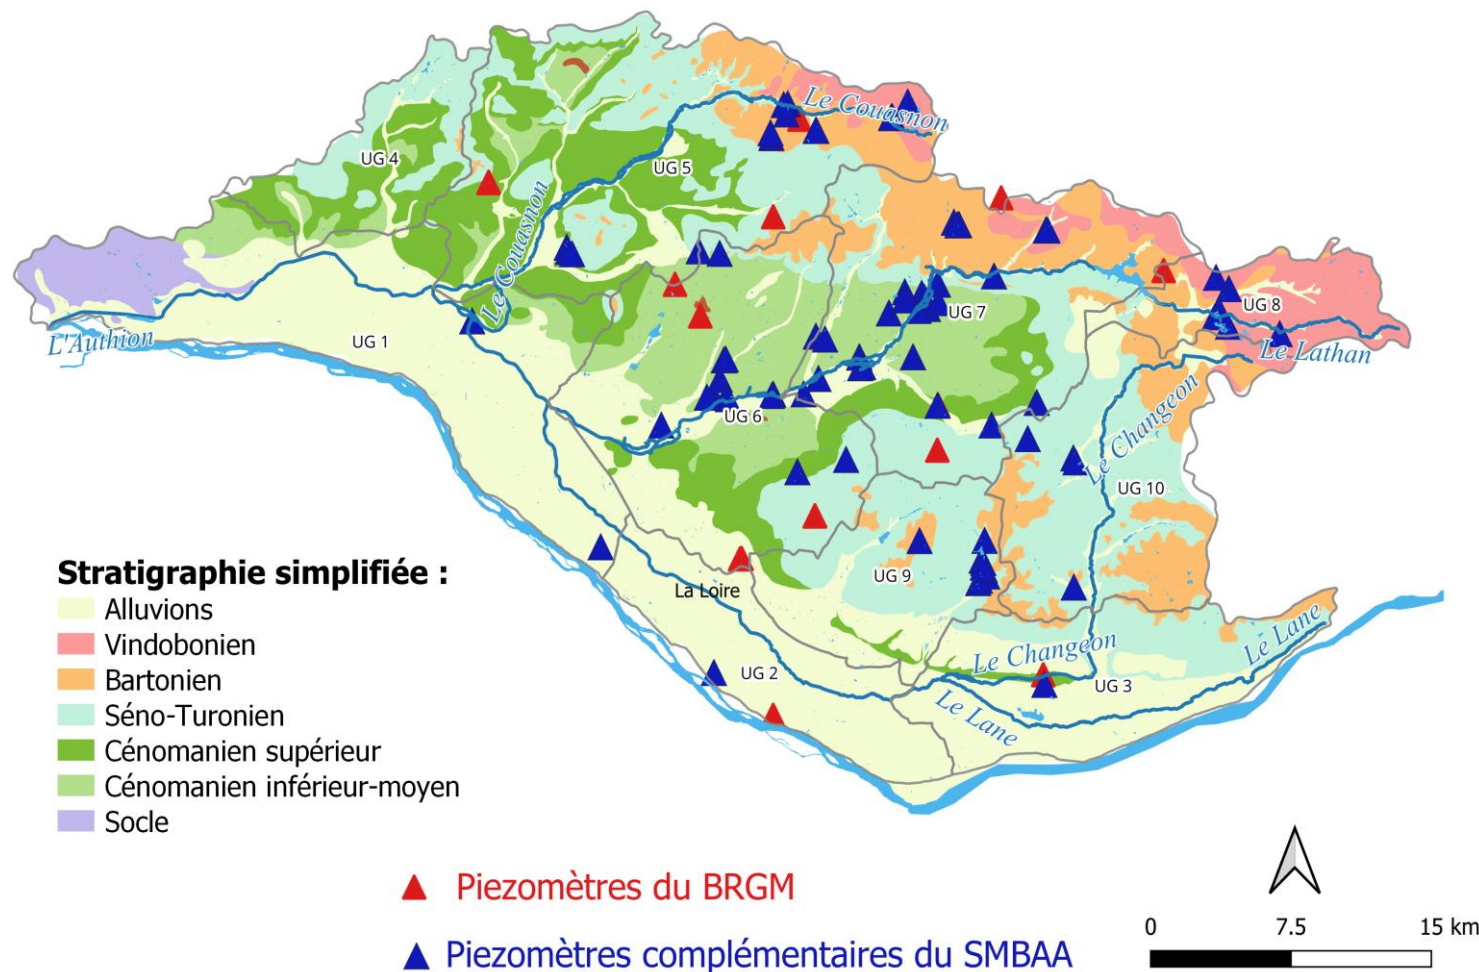 Le Couasnon
UG 4
UG 5
Le Couasnon
UG 7
UG 8
L'Authion
UG 1
Le Lathan
Le Changeon
UG 6
UG 10
UG 9
La Loire
Le Changeon
Le Lane
UG 2
UG 3
Le Lane
Stratigraphie simplifiée :
Alluvions
Vindobonien
Bartonien
Séno-Turonien
Cénomanien supérieur
Cénomanien inférieur-moyen
Socle
Piezomètres du BRGM
Piezomètres complémentaires du SMBAA
0 7.5 15 km